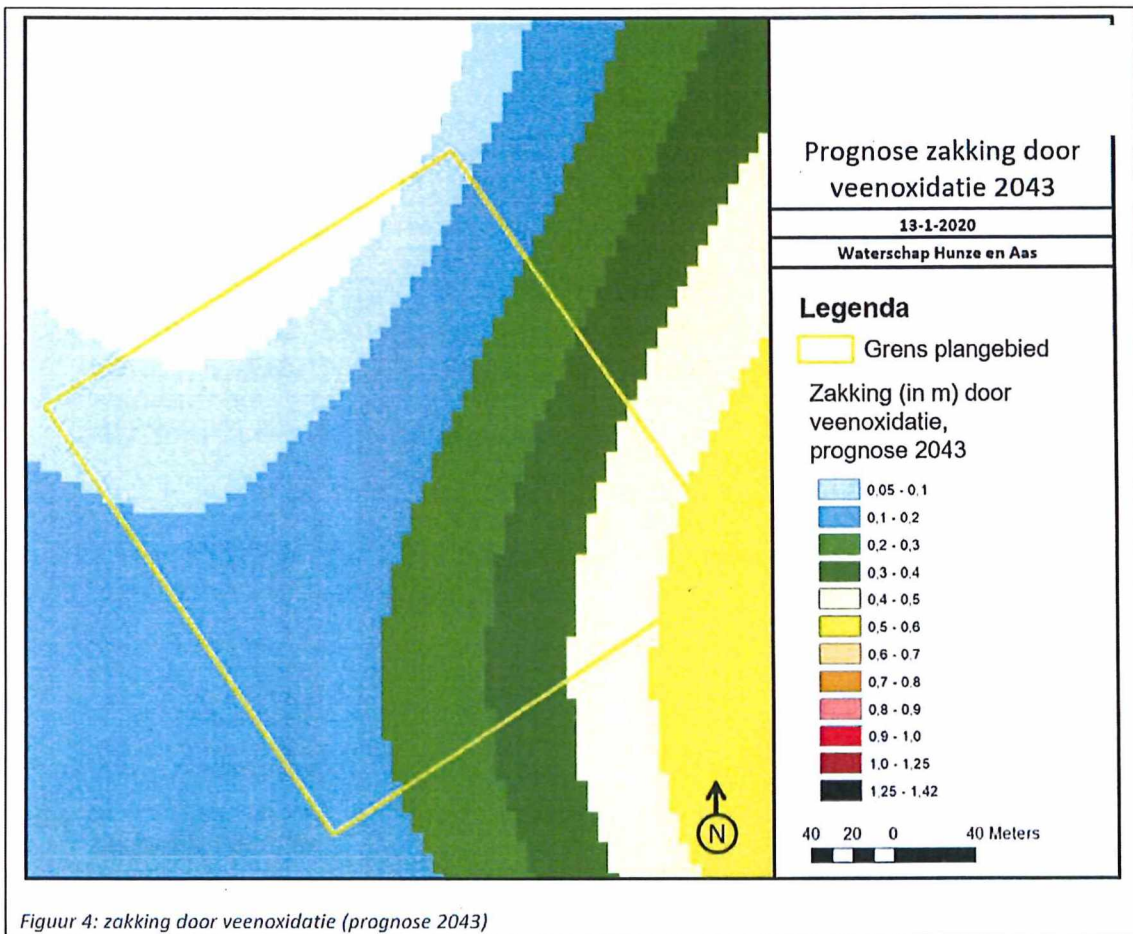 Prognose zakking door
veenoxidatie 2043
13-1-2020
Waterschap Hunze en Aas
Legenda
Grens plangebied
Zakking (in m) door
veenoxidatie,
prognose 2043
0,05 - 0,1
0,1 - 0,2
0,2 - 0,3
0,3 - 0,4
0,4 - 0,5
0,5 - 0,6
0,6 - 0,7
0,7 - 0,8
0,8 - 0,9
0,9 - 1,0
1,0 - 1,25
1,25 - 1,42
N
40 20 0 40 Meters
Figuur 4: zakking door veenoxidatie (prognose 2043)